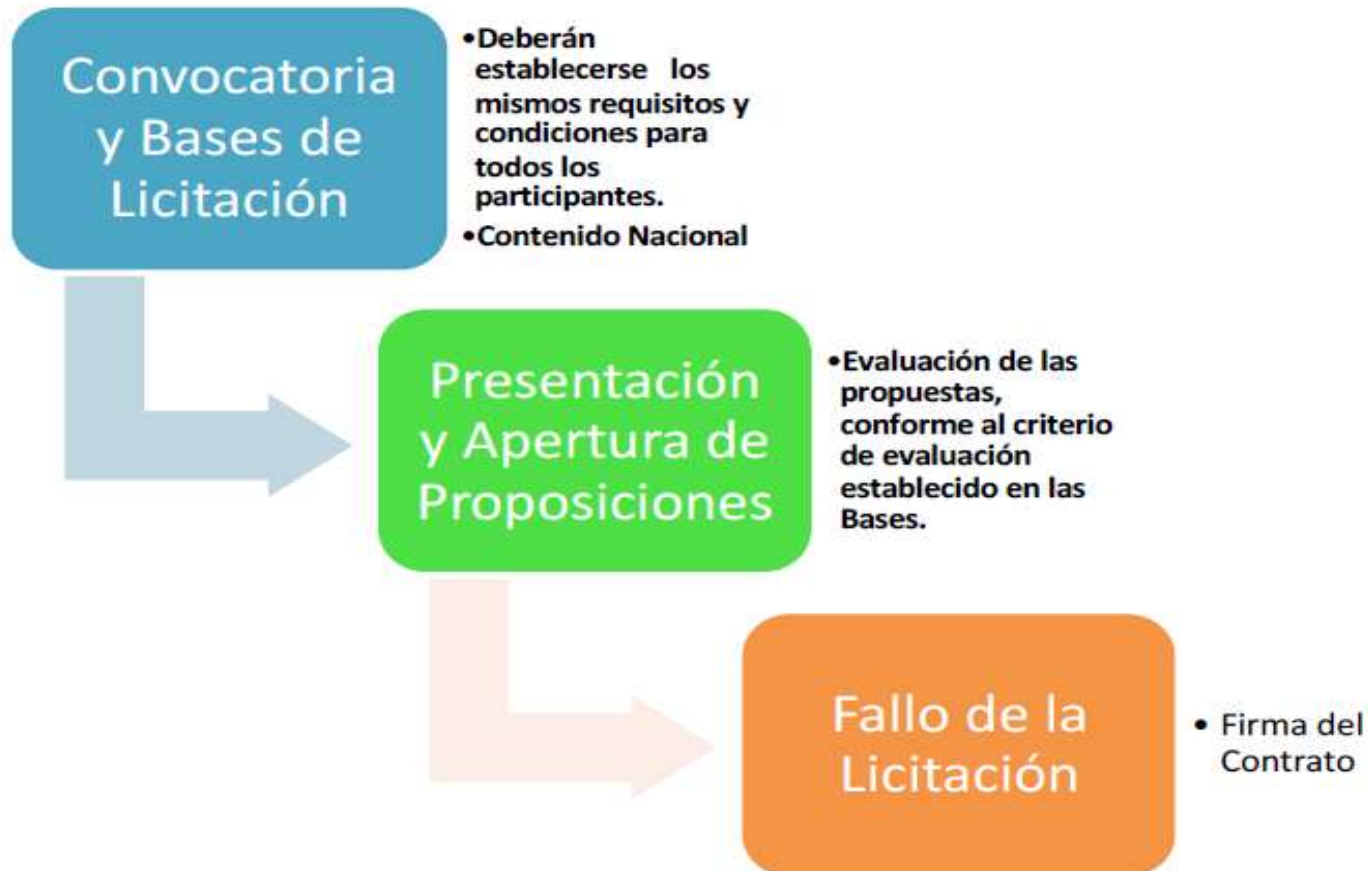 Convocatoria
y Bases de
Licitación
•Deberán
establecerse los
mismos requisitos y
condiciones para
todos los
participantes.
•Contenido Nacional
Presentación
y Apertura de
Proposiciones
•Evaluación de las
propuestas,
conforme al criterio
de evaluación
establecido en las
Bases.
Fallo de la
Licitación
• Firma del
Contrato